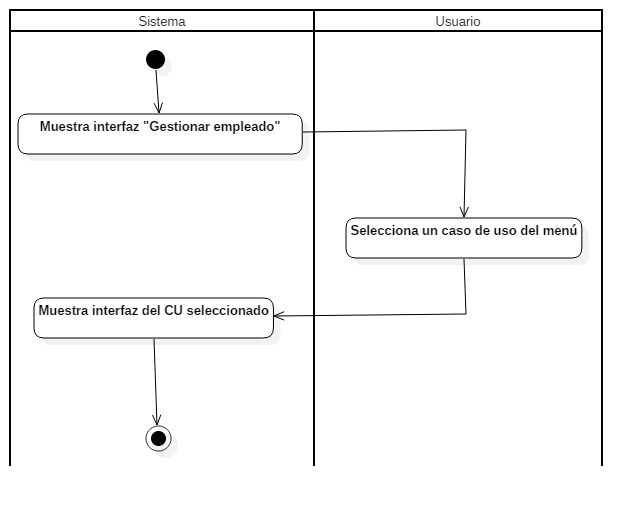 Sistema
Usuario
Muestra interfaz "Gestionar empleado"
Selecciona un caso de uso del menú
Muestra interfaz del CU seleccionado